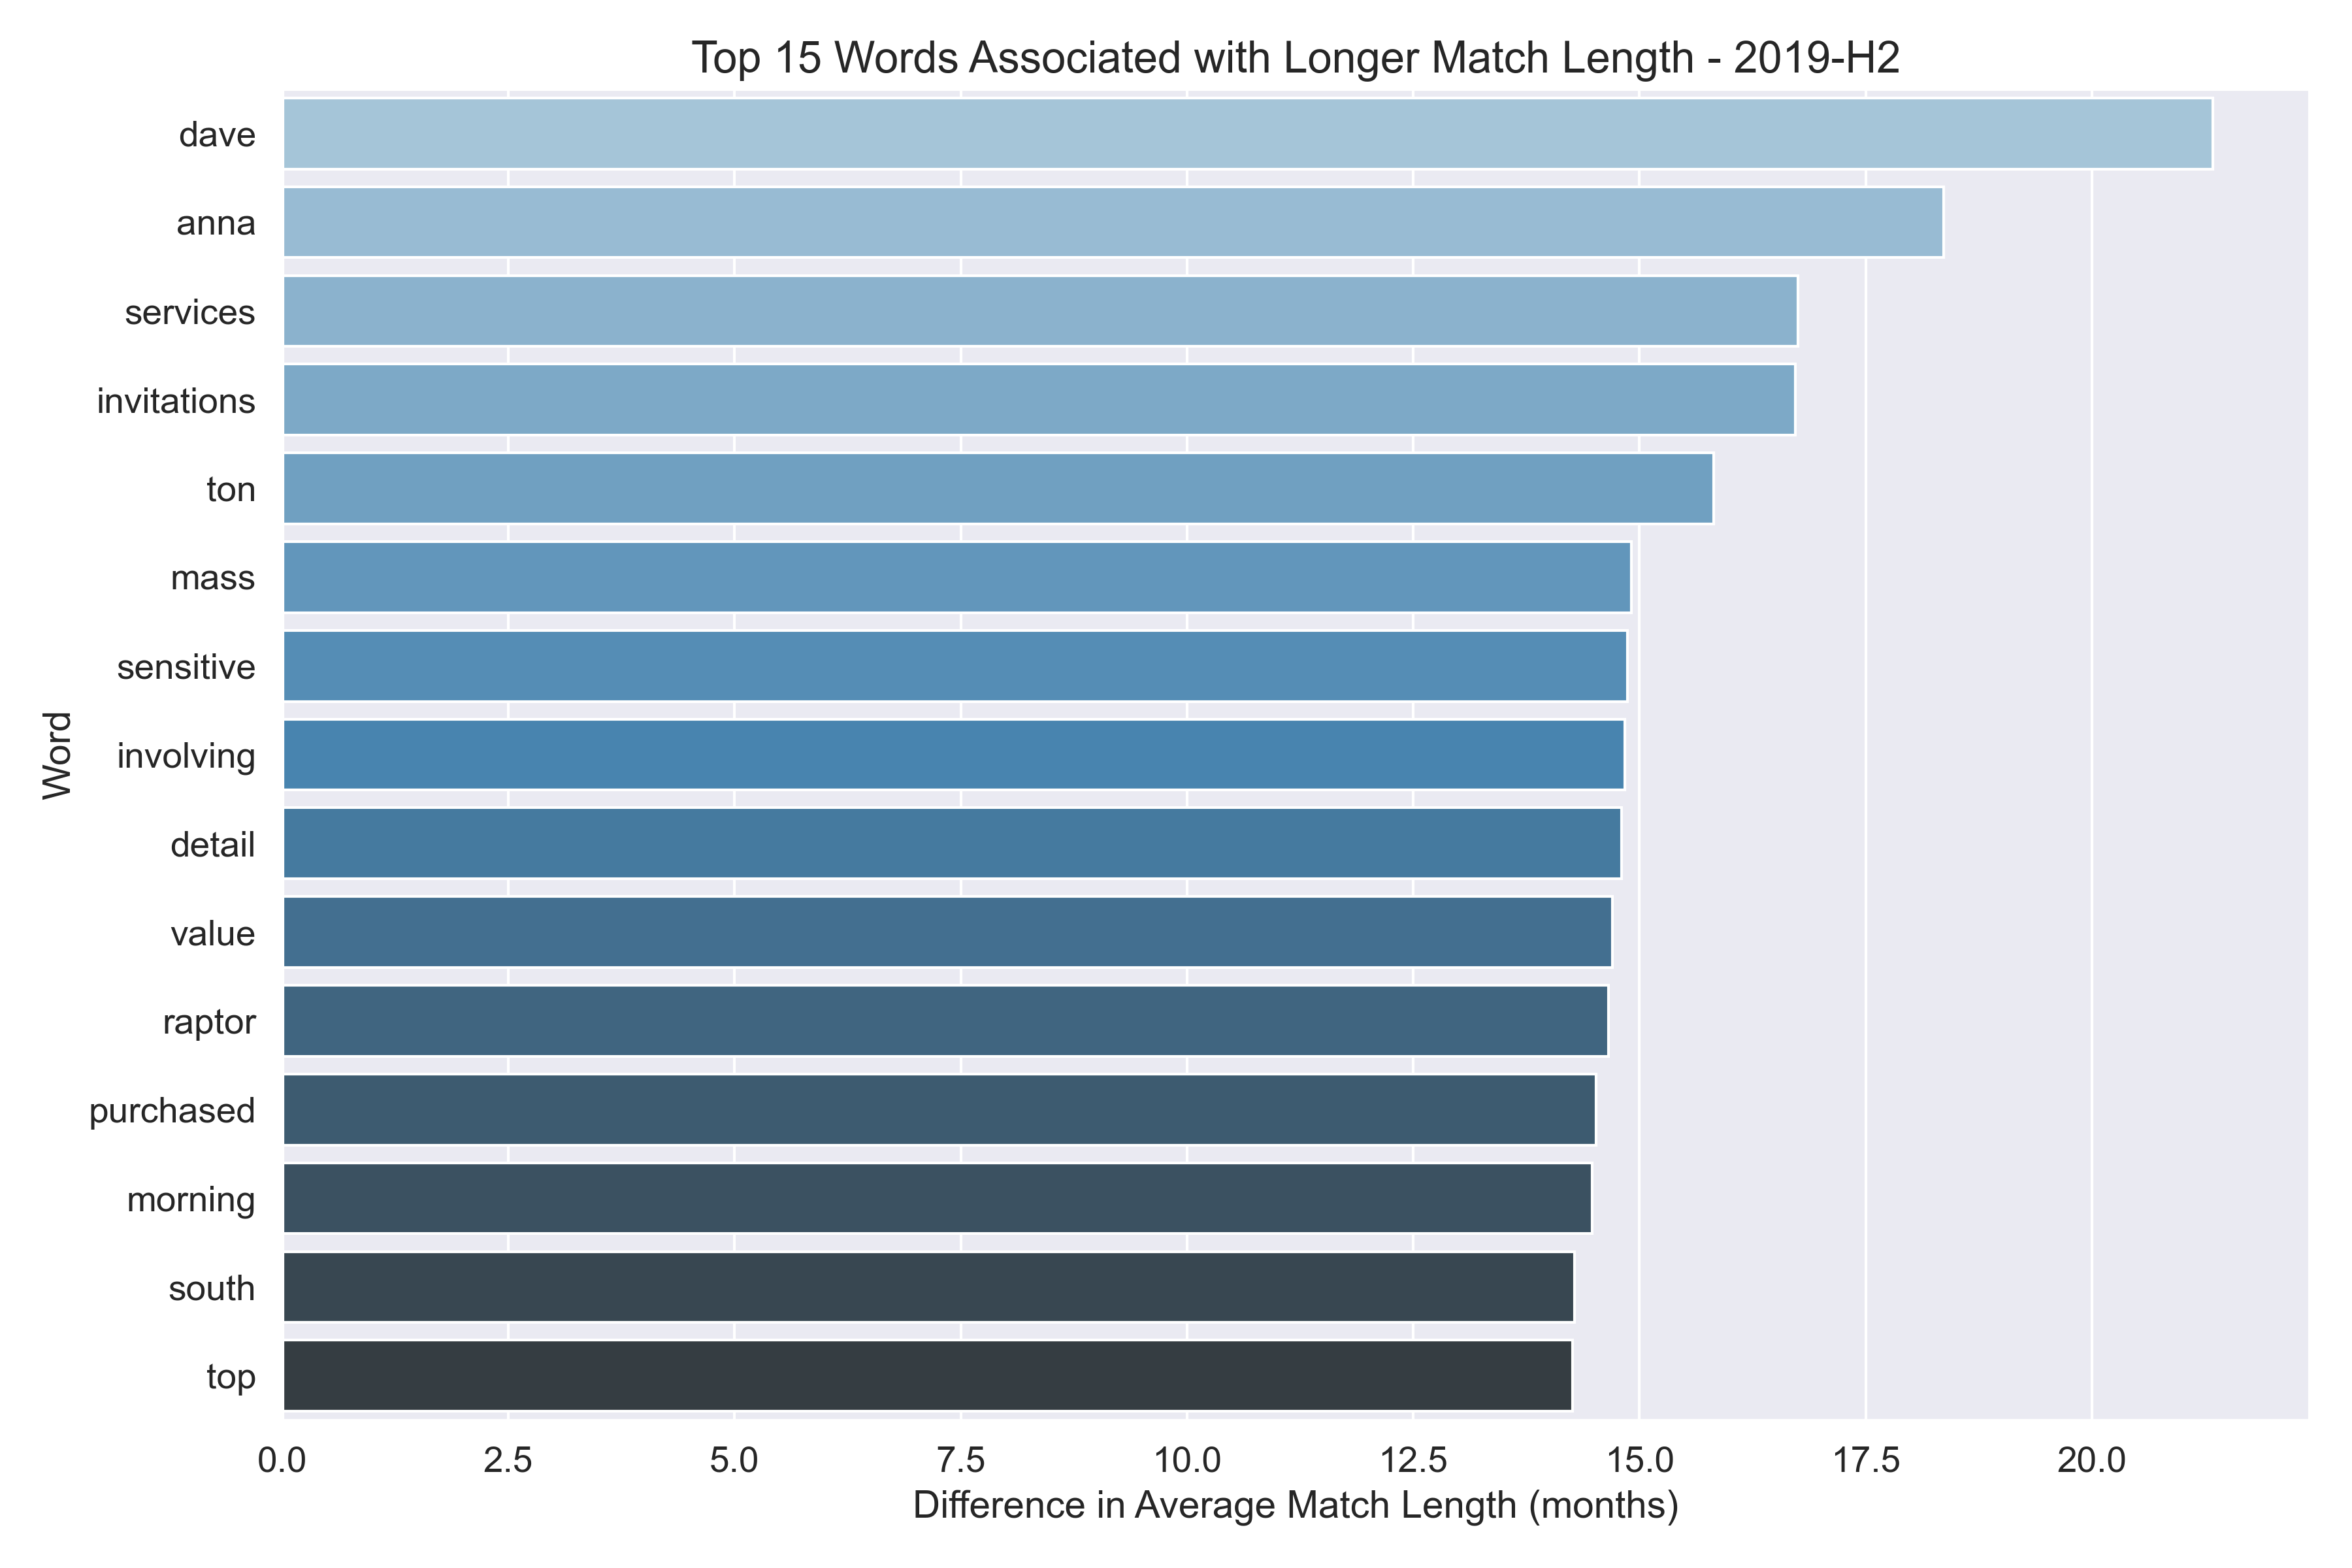 Top 15 Words Associated with Longer Match Length - 2019-H2
dave
anna
services
invitations
ton
mass
sensitive
involving
detail
value
raptor
purchased
morning
south
top
Word
0.0 2.5 5.0 7.5 10.0 12.5 15.0 17.5 20.0
Difference in Average Match Length (months)